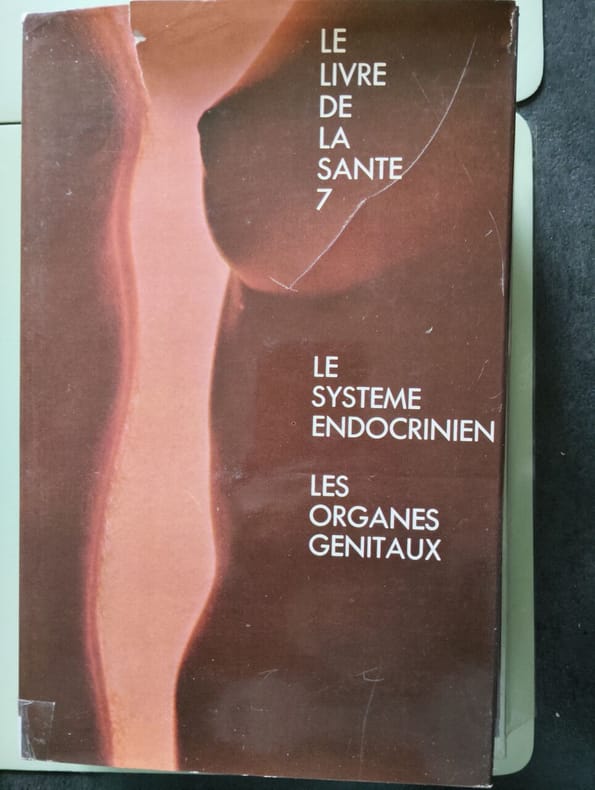 LE
LIVRE
DE
LA
SANTE
7
LE
SYSTEME
ENDOCRINIEN
LES
ORGANES
GENITAUX